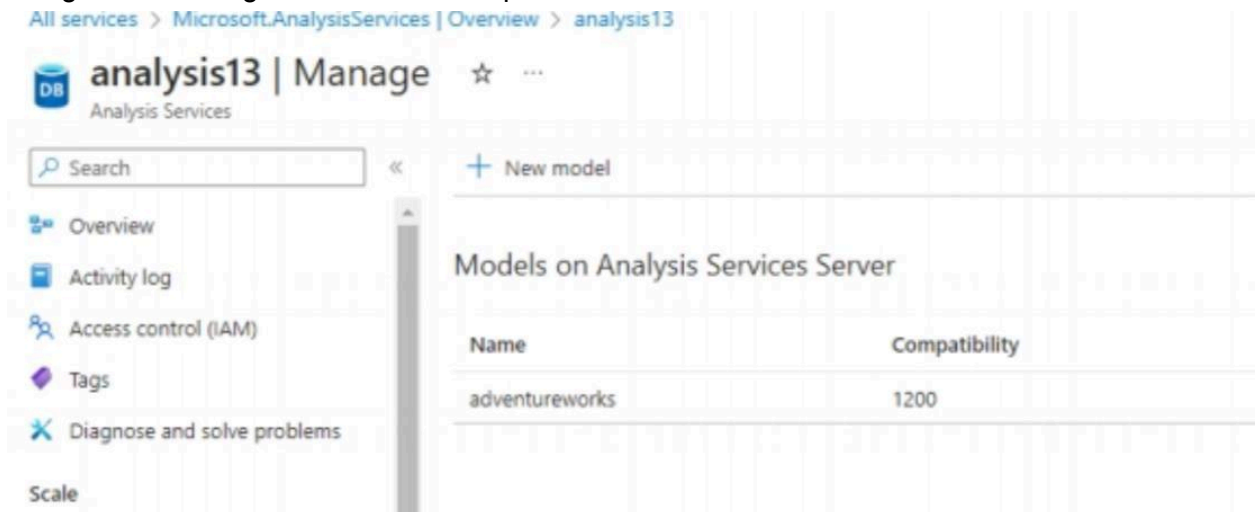 All services > Microsoft.AnalysisServices | Overview > analysis13
DB
analysis13 | Manage
Analysis Services
Search
+ New model
Overview
Activity log
Access control (IAM)
Tags
Diagnose and solve problems
Scale
Models on Analysis Services Server
Name Compatibility
adventureworks 1200